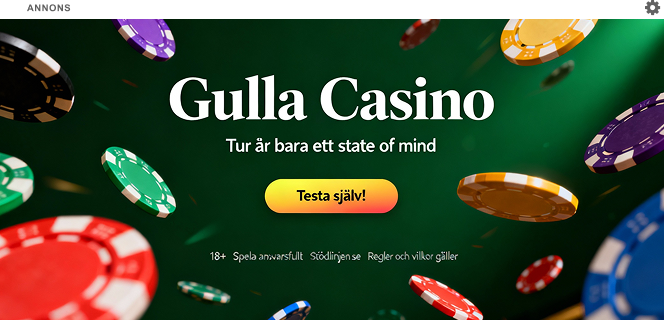 ANNONS
Gulla Casino
Tur är bara ett state of mind
Testa själv!
18+ Spela ansvarsfullt Stödlinjen.se Regler och villkor gäller